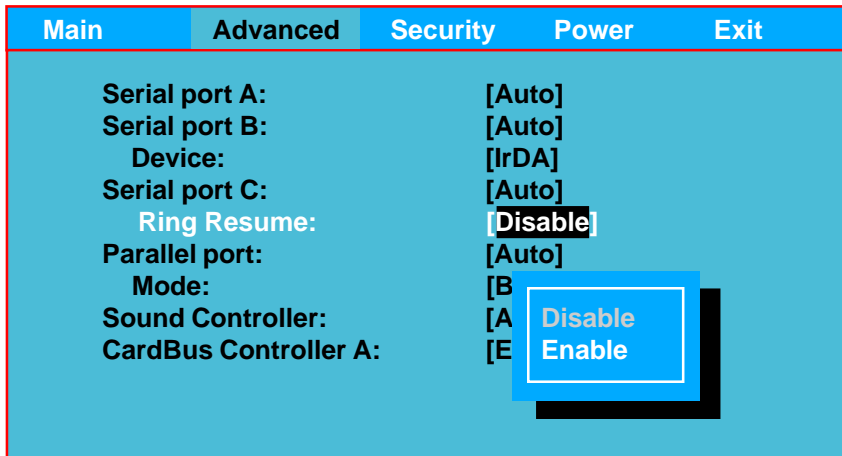 Main Advanced Security Power Exit
Serial port A: [Auto]
Serial port B: [Auto]
Device: [IrDA]
Serial port C: [Auto]
Ring Resume: [Disable]
Parallel port: [Auto]
Mode: [B
Sound Controller: [A Disable
CardBus Controller A: [E Enable